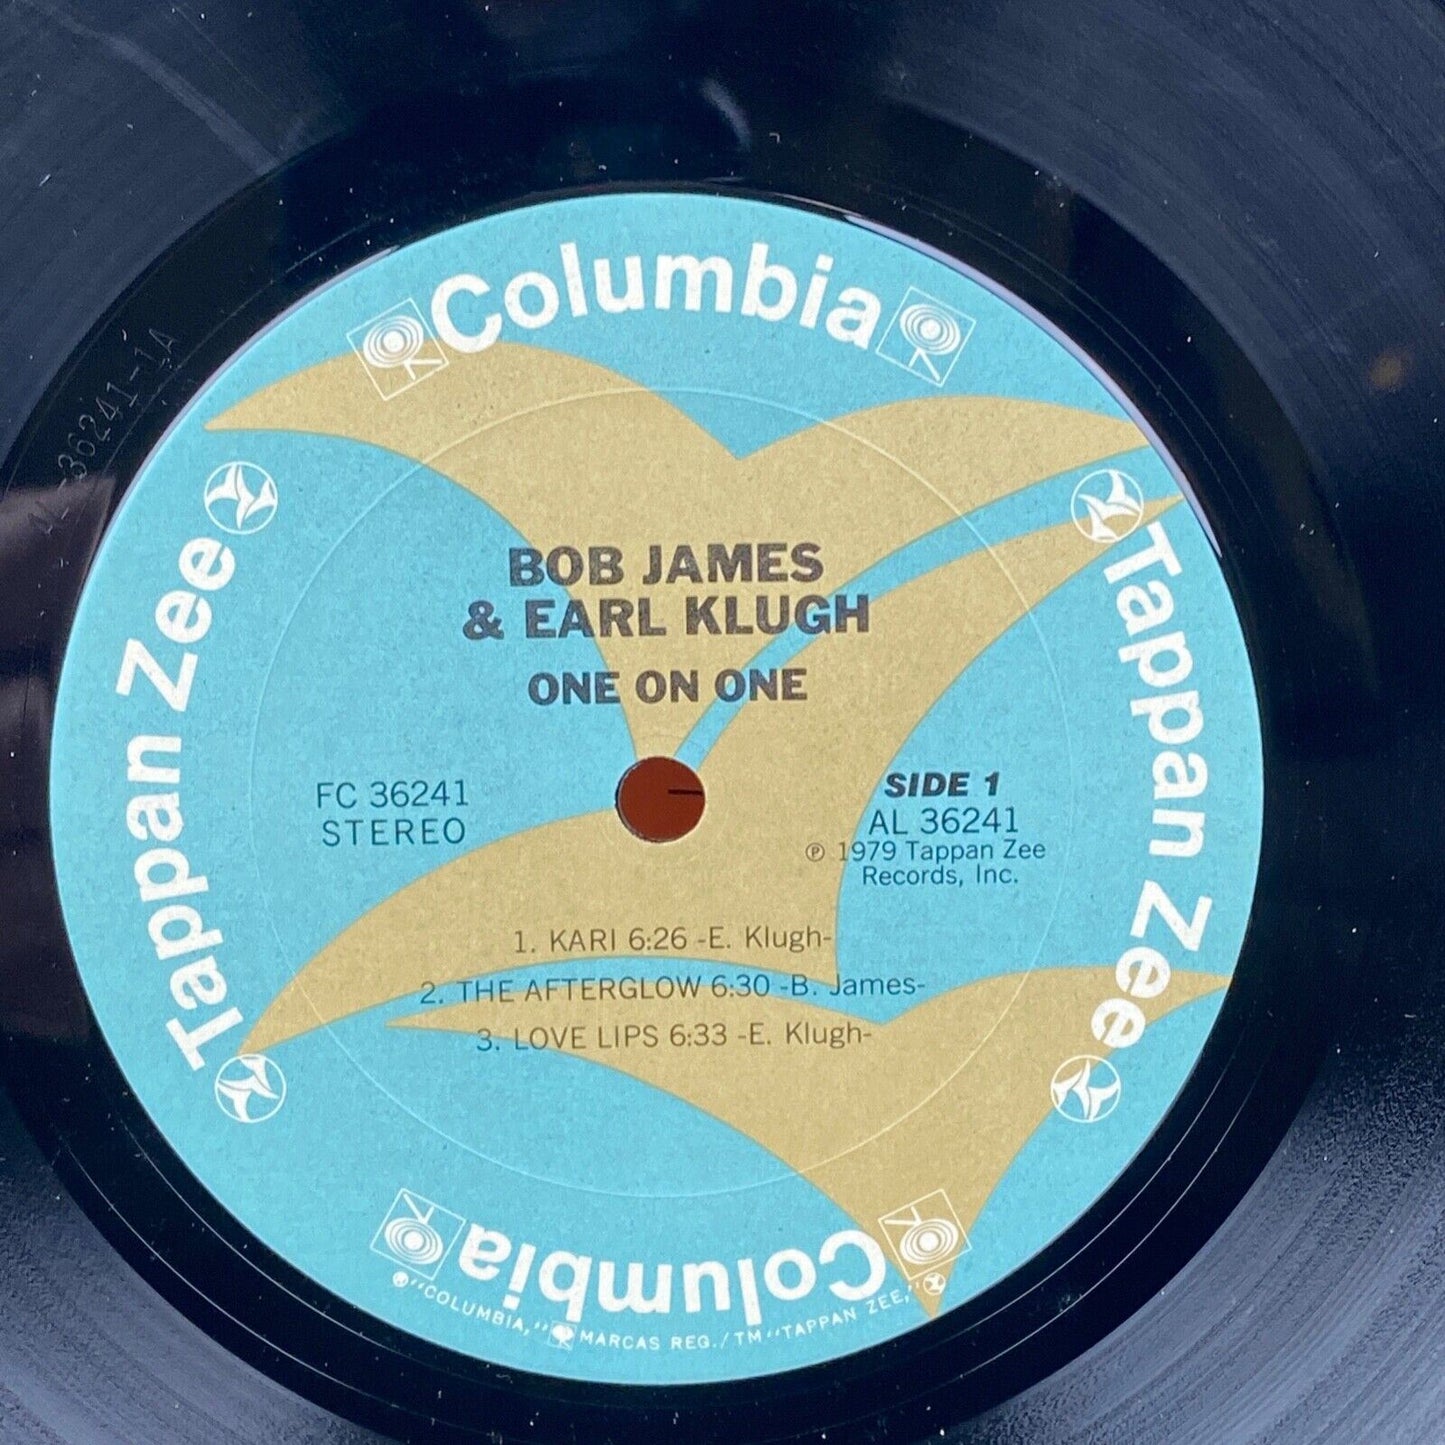 Columbia
Tappan Zee
Tappan Zee
BOB JAMES
& EARL KLUGH
ONE ON ONE
FC 36241
STEREO
SIDE 1
AL 36241
℗ 1979 Tappan Zee
Records, Inc.
1. KARI 6:26 -E. Klugh-
2. THE AFTERGLOW 6:30 -B. James-
3. LOVE LIPS 6:33 -E. Klugh-
Columbia
® "COLUMBIA," MARCAS REG./TM "TAPPAN ZEE,"
36241-1A